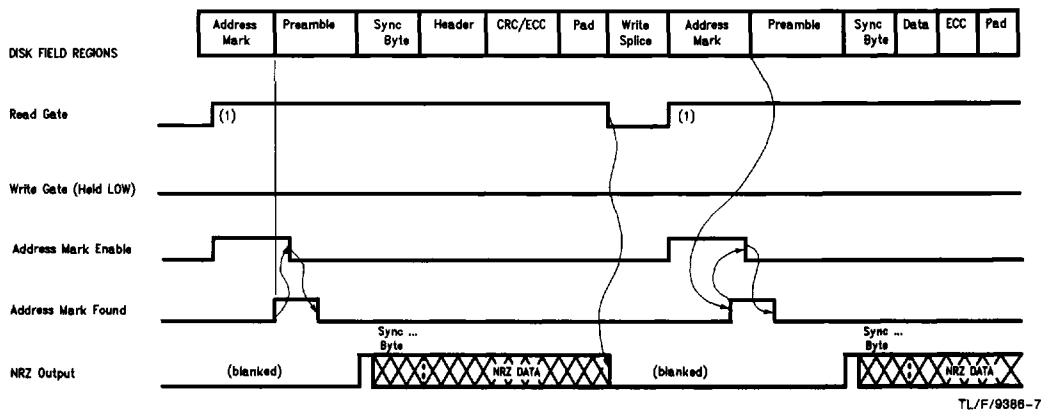 Address Mark
Preamble
Sync Byte
Header
CRC/ECC
Pad
Write Splice
Address Mark
Preamble
Sync Byte
Data
ECC
Pad
DISK FIELD REGIONS
Read Gate
(1)
(1)
Write Gate (Held LOW)
Address Mark Enable
Address Mark Found
Sync ...
Byte
Sync ...
Byte
NRZ Output
(blanked)
NRZ DATA
(blanked)
NRZ DATA
TL/F/9386-7